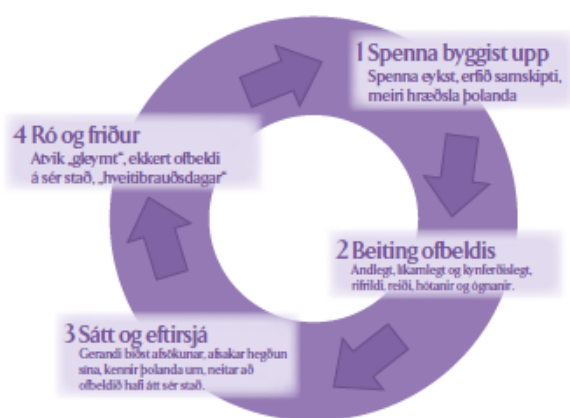 1 Spenna byggist upp
Spenna eykst, erfið samskipti,
meiri hræðsla þolanda
2 Beiting ofbeldis
Andlegt, líkamlegt og kynferðislegt,
rifrildi, reiði, hótanir og ógnanir.
3 Sátt og eftirsjá
Gerandi biðst afsökunar, afsakar hegðun
sína, kennir þolanda um, neitar að
ofbeldið hafi átt sér stað.
4 Ró og friður
Atvik „gleymt“, ekkert ofbeldi
á sér stað, „hveitibrauðsdagar“